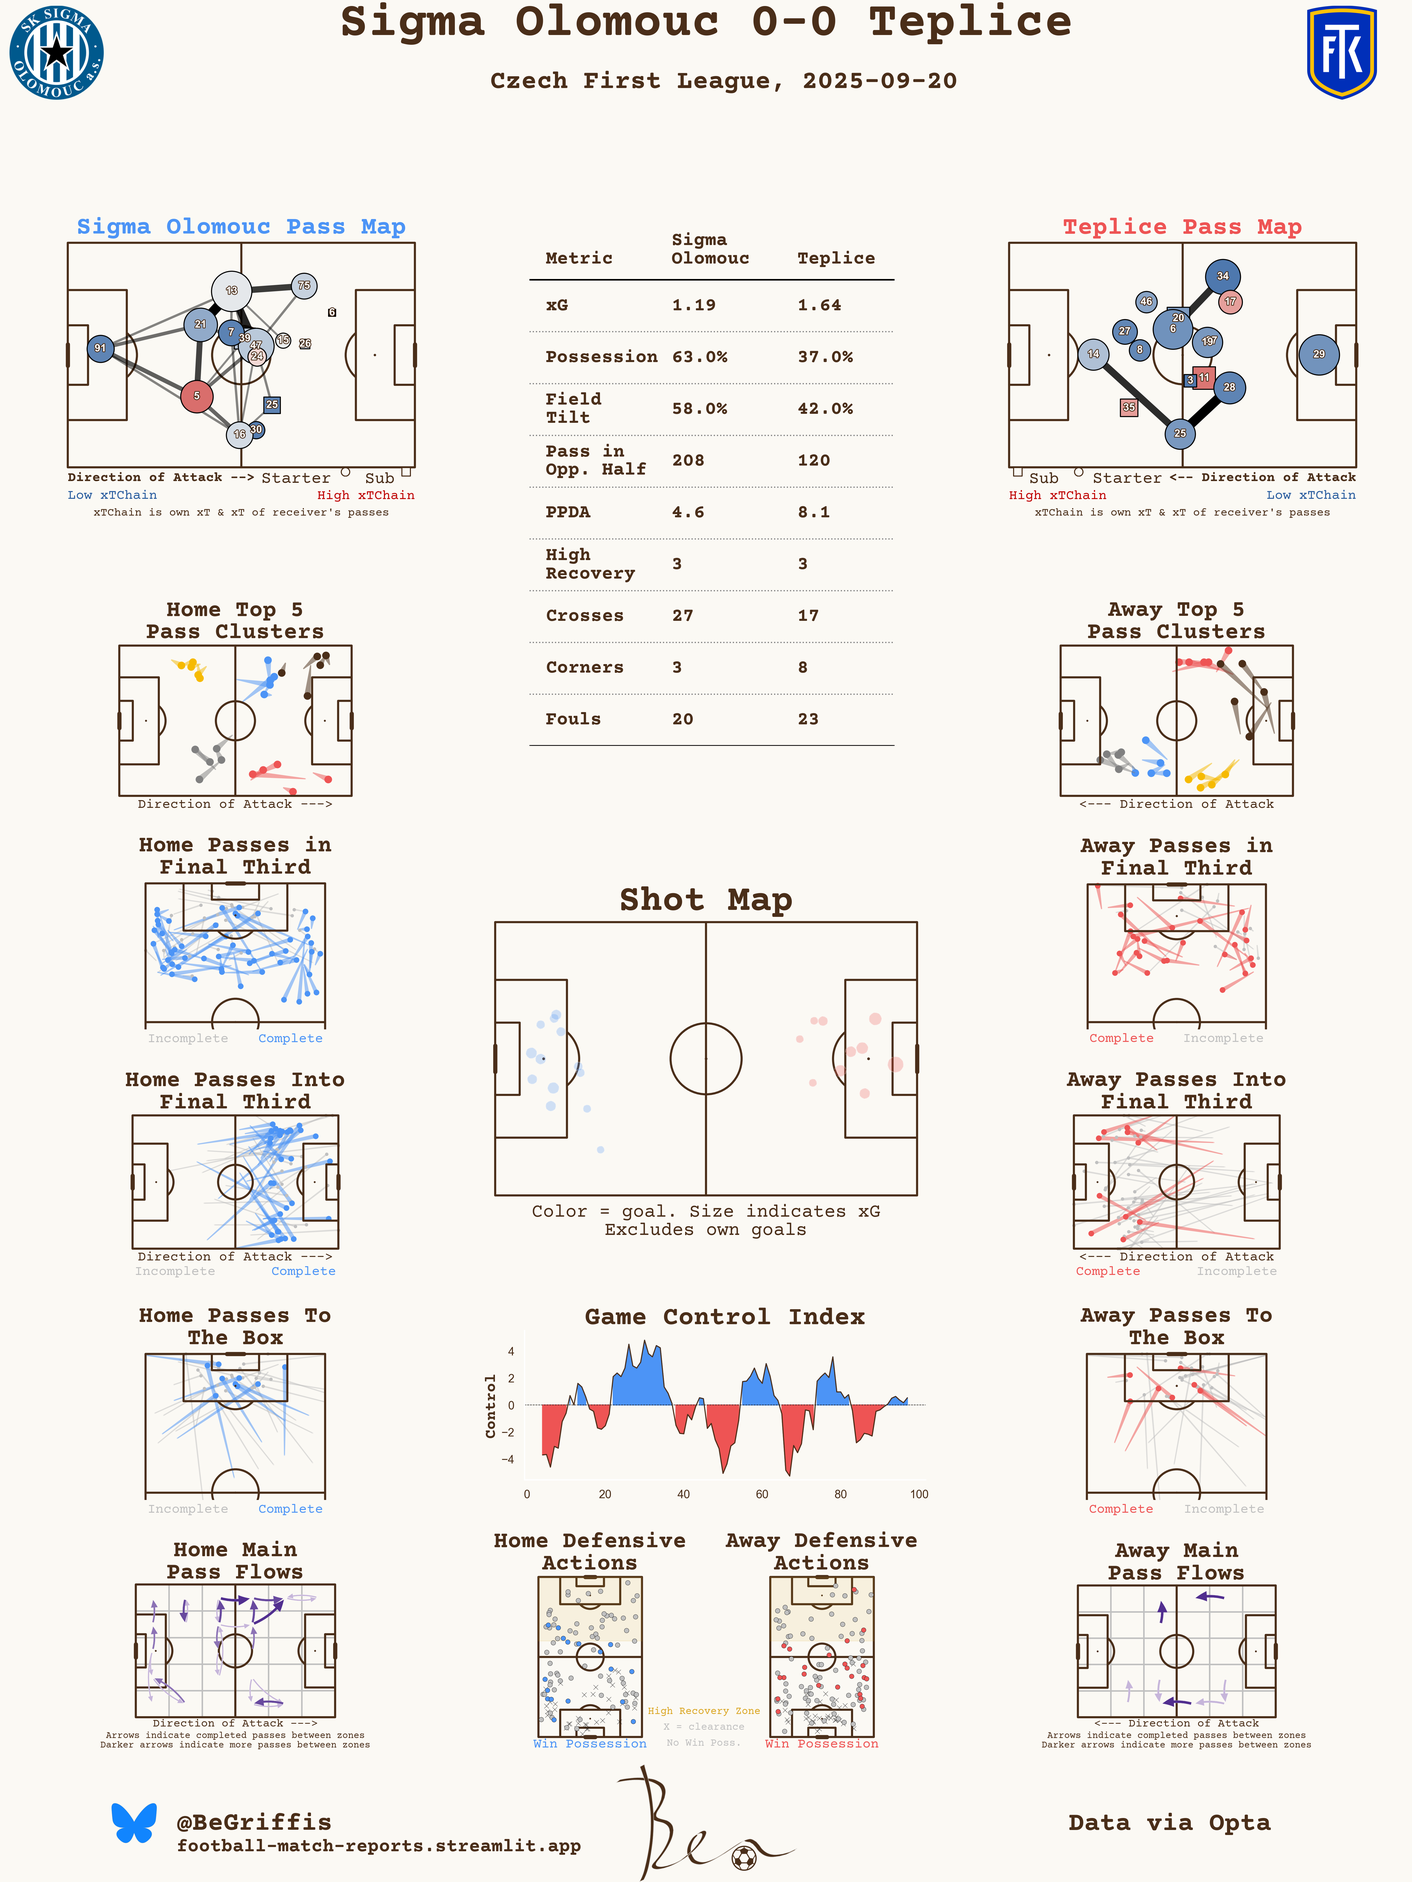 Sigma Olomouc 0-0 Teplice
Czech First League, 2025-09-20
SK SIGMA
OLOMOUC a.s.
FTK
Sigma Olomouc Pass Map
13
75
6
21
7
39
47
15
26
24
91
5
25
16
30
Direction of Attack --> Starter Sub
Low xTChain High xTChain
xTChain is own xT & xT of receiver's passes
Metric Sigma Olomouc Teplice
xG 1.19 1.64
Possession 63.0% 37.0%
Field Tilt 58.0% 42.0%
Pass in Opp. Half 208 120
PPDA 4.6 8.1
High Recovery 3 3
Crosses 27 17
Corners 3 8
Fouls 20 23
Teplice Pass Map
34
46
17
20
6
27
8
19
14
29
3
11
28
35
25
Sub Starter <-- Direction of Attack
High xTChain Low xTChain
xTChain is own xT & xT of receiver's passes
Home Top 5
Pass Clusters
Direction of Attack --->
Away Top 5
Pass Clusters
<--- Direction of Attack
Home Passes in
Final Third
Incomplete Complete
Away Passes in
Final Third
Complete Incomplete
Shot Map
Color = goal. Size indicates xG
Excludes own goals
Home Passes Into
Final Third
Direction of Attack --->
Incomplete Complete
Away Passes Into
Final Third
<--- Direction of Attack
Complete Incomplete
Home Passes To
The Box
Incomplete Complete
Game Control Index
Control
4
2
0
−2
−4
0 20 40 60 80 100
Away Passes To
The Box
Complete Incomplete
Home Main
Pass Flows
Direction of Attack --->
Arrows indicate completed passes between zones
Darker arrows indicate more passes between zones
Home Defensive
Actions
Win Possession
Away Defensive
Actions
Win Possession
High Recovery Zone
X = clearance
No Win Poss.
Away Main
Pass Flows
<--- Direction of Attack
Arrows indicate completed passes between zones
Darker arrows indicate more passes between zones
@BeGriffis
football-match-reports.streamlit.app
Ben
Data via Opta